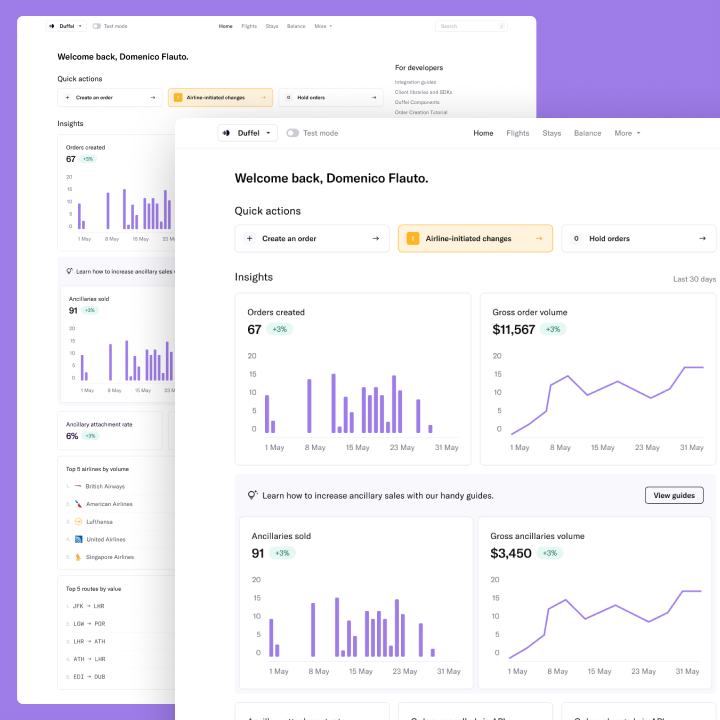 Duffel
Test mode
Home
Flights
Stays
Balance
More
Search
Welcome back, Domenico Flauto.
Quick actions
Create an order
Airline-initiated changes
Hold orders
For developers
Integration guides
Client libraries and SDKs
Duffel Components
Order Creation Tutorial
Insights
Orders created
67 +5%
20
15
10
5
0
1 May
8 May
15 May
23 M
Learn how to increase ancillary sales
Ancillaries sold
91 +3%
20
15
10
5
0
1 May
8 May
15 May
23
Ancillary attachment rate
6% +3%
Top 5 airlines by volume
1. British Airways
2. American Airlines
3. Lufthansa
4. United Airlines
5. Singapore Airlines
Top 5 routes by value
1. JFK → LHR
2. LGW → POR
3. LHR → ATH
4. ATH → LHR
5. EDI → DUB
Duffel
Test mode
Home
Flights
Stays
Balance
More
Welcome back, Domenico Flauto.
Quick actions
+ Create an order →
1 Airline-initiated changes →
0 Hold orders →
Insights
Last 30 days
Orders created
67 +3%
20
15
10
5
0
1 May
8 May
15 May
23 May
31 May
Gross order volume
$11,567 +3%
20
15
10
5
0
1 May
8 May
15 May
23 May
31 May
Learn how to increase ancillary sales with our handy guides.
View guides
Ancillaries sold
91 +3%
20
15
10
5
0
1 May
8 May
15 May
23 May
31 May
Gross ancillaries volume
$3,450 +3%
20
15
10
5
0
1 May
8 May
15 May
23 May
31 May